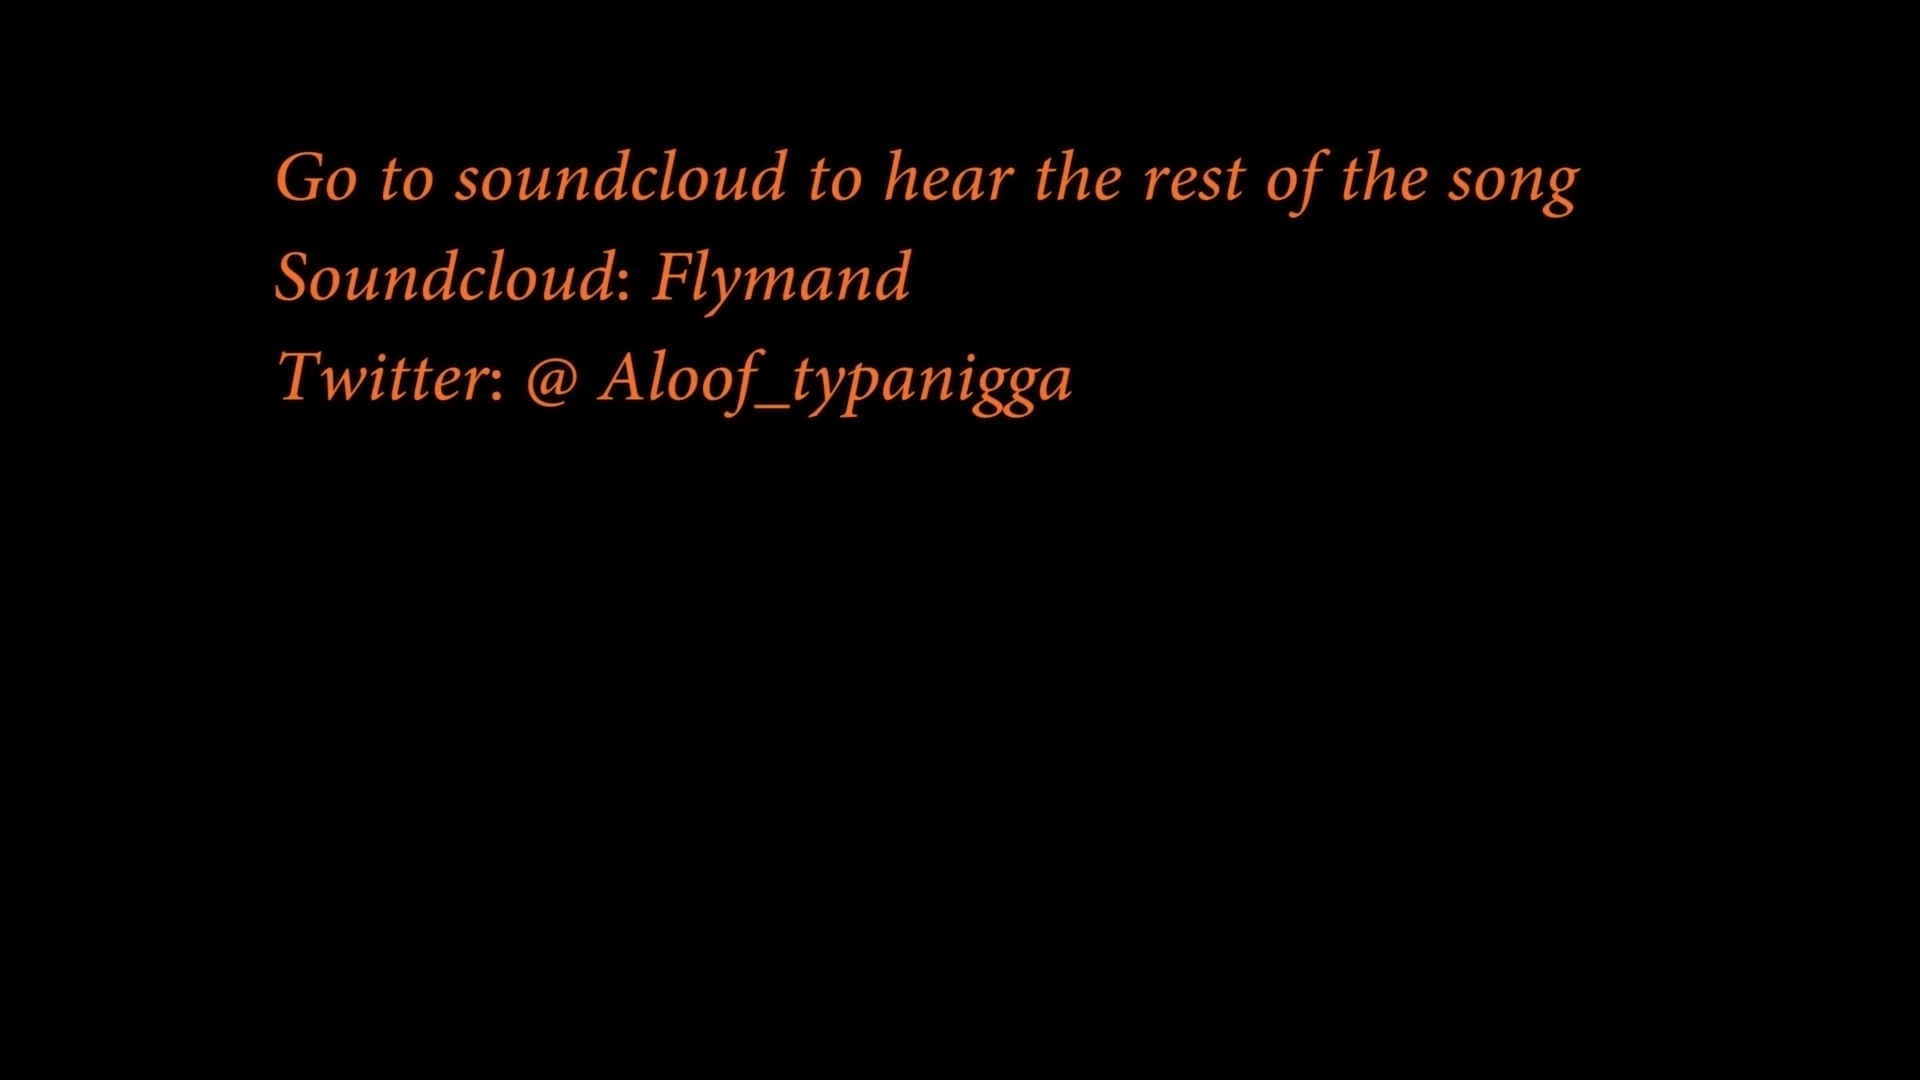 Go to soundcloud to hear the rest of the song
Soundcloud: Flymand
Twitter: @ Aloof_typanigga